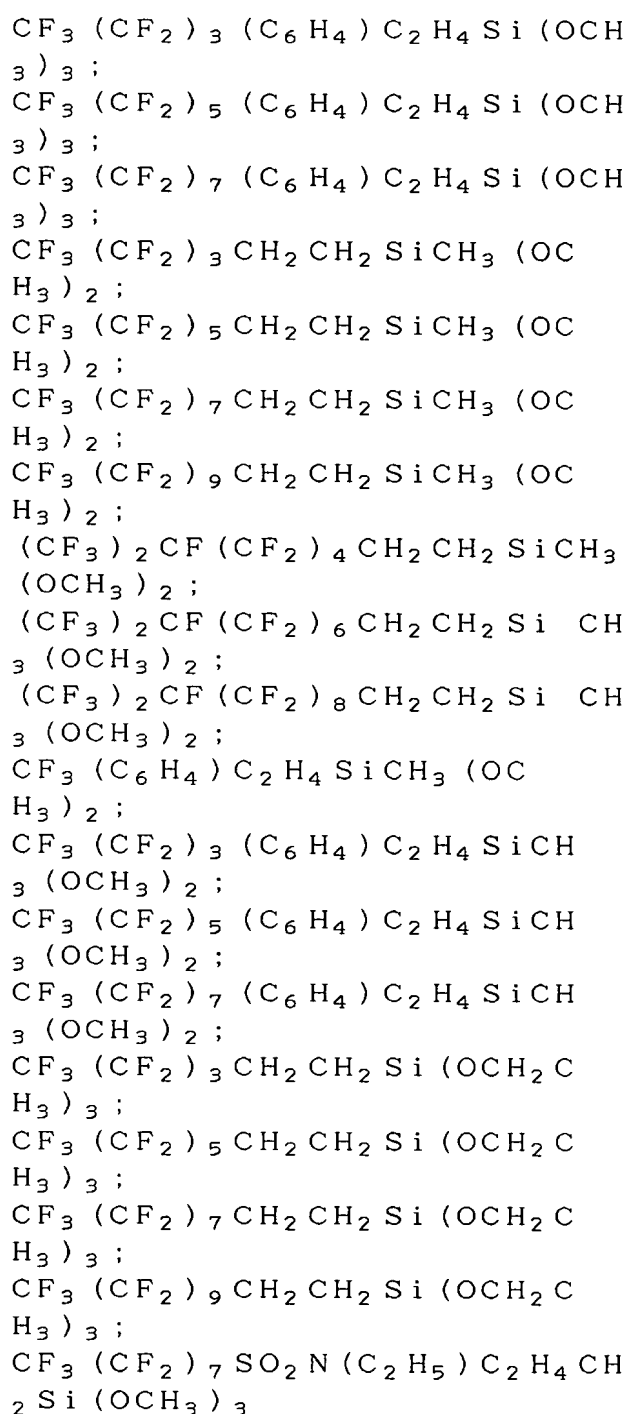 CF₃(CF₂)₃(C₆H₄)C₂H₄Si(OCH
₃)₃;
CF₃(CF₂)₅(C₆H₄)C₂H₄Si(OCH
₃)₃;
CF₃(CF₂)₇(C₆H₄)C₂H₄Si(OCH
₃)₃;
CF₃(CF₂)₃CH₂CH₂SiCH₃(OC
H₃)₂;
CF₃(CF₂)₅CH₂CH₂SiCH₃(OC
H₃)₂;
CF₃(CF₂)₇CH₂CH₂SiCH₃(OC
H₃)₂;
CF₃(CF₂)₉CH₂CH₂SiCH₃(OC
H₃)₂;
(CF₃)₂CF(CF₂)₄CH₂CH₂SiCH₃
(OCH₃)₂;
(CF₃)₂CF(CF₂)₆CH₂CH₂Si CH
₃(OCH₃)₂;
(CF₃)₂CF(CF₂)₈CH₂CH₂Si CH
₃(OCH₃)₂;
CF₃(C₆H₄)C₂H₄SiCH₃(OC
H₃)₂;
CF₃(CF₂)₃(C₆H₄)C₂H₄SiCH
₃(OCH₃)₂;
CF₃(CF₂)₅(C₆H₄)C₂H₄SiCH
₃(OCH₃)₂;
CF₃(CF₂)₇(C₆H₄)C₂H₄SiCH
₃(OCH₃)₂;
CF₃(CF₂)₃CH₂CH₂Si(OCH₂C
H₃)₃;
CF₃(CF₂)₅CH₂CH₂Si(OCH₂C
H₃)₃;
CF₃(CF₂)₇CH₂CH₂Si(OCH₂C
H₃)₃;
CF₃(CF₂)₉CH₂CH₂Si(OCH₂C
H₃)₃;
CF₃(CF₂)₇SO₂N(C₂H₅)C₂H₄CH
₂Si(OCH₃)₃